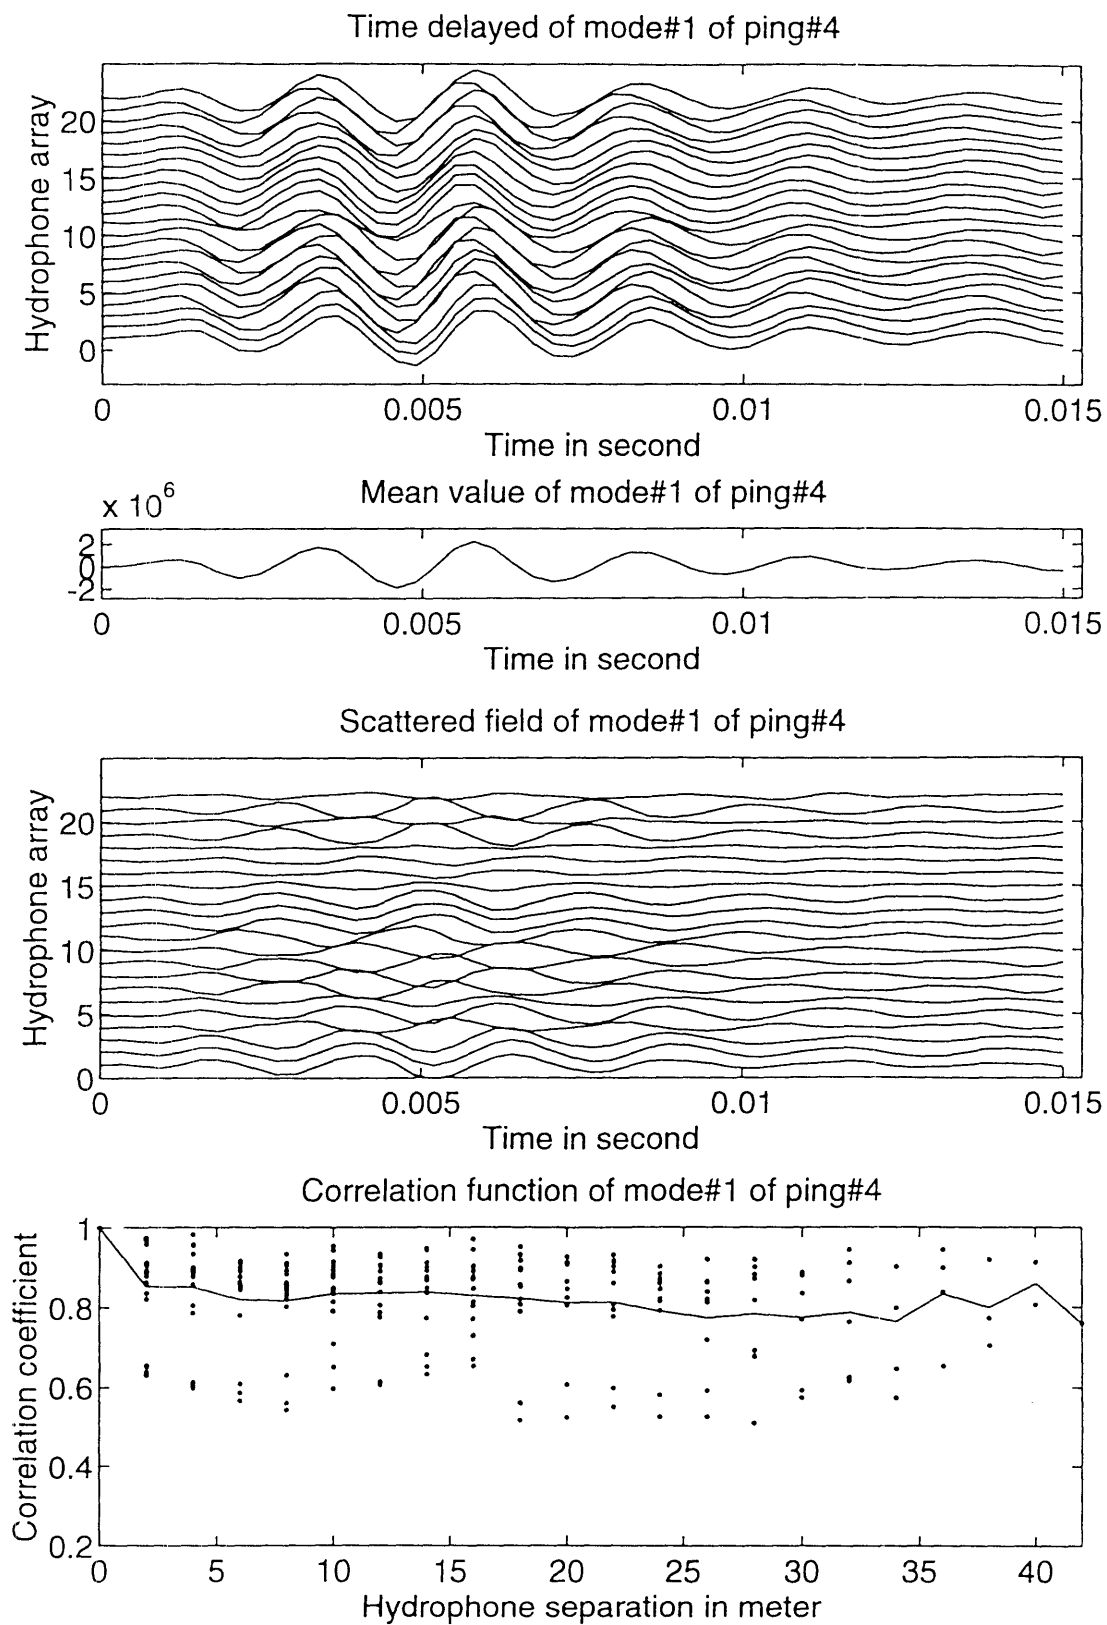 Time delayed of mode#1 of ping#4
Hydrophone array
20
15
10
5
0
0 0.005 0.01 0.015
Time in second
x 10^6
Mean value of mode#1 of ping#4
2
0
-2
0 0.005 0.01 0.015
Time in second
Scattered field of mode#1 of ping#4
Hydrophone array
20
15
10
5
0
0 0.005 0.01 0.015
Time in second
Correlation function of mode#1 of ping#4
Correlation coefficient
1
0.8
0.6
0.4
0.2
0 5 10 15 20 25 30 35 40
Hydrophone separation in meter